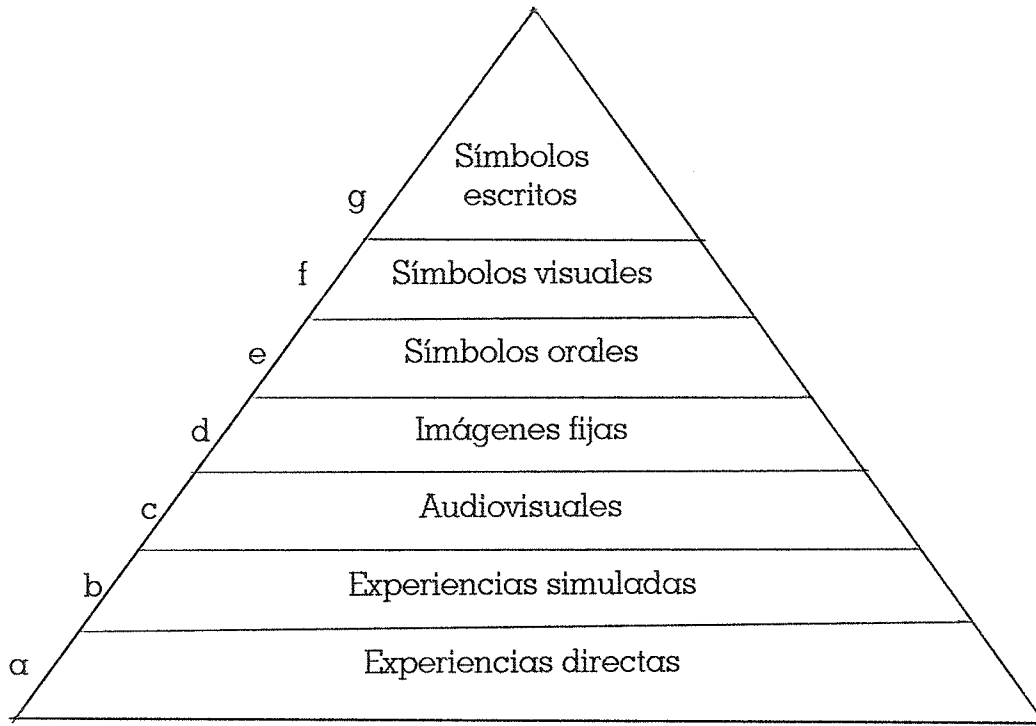 Símbolos
escritos
g
f Símbolos visuales
e Símbolos orales
d Imágenes fijas
c Audiovisuales
b Experiencias simuladas
a Experiencias directas